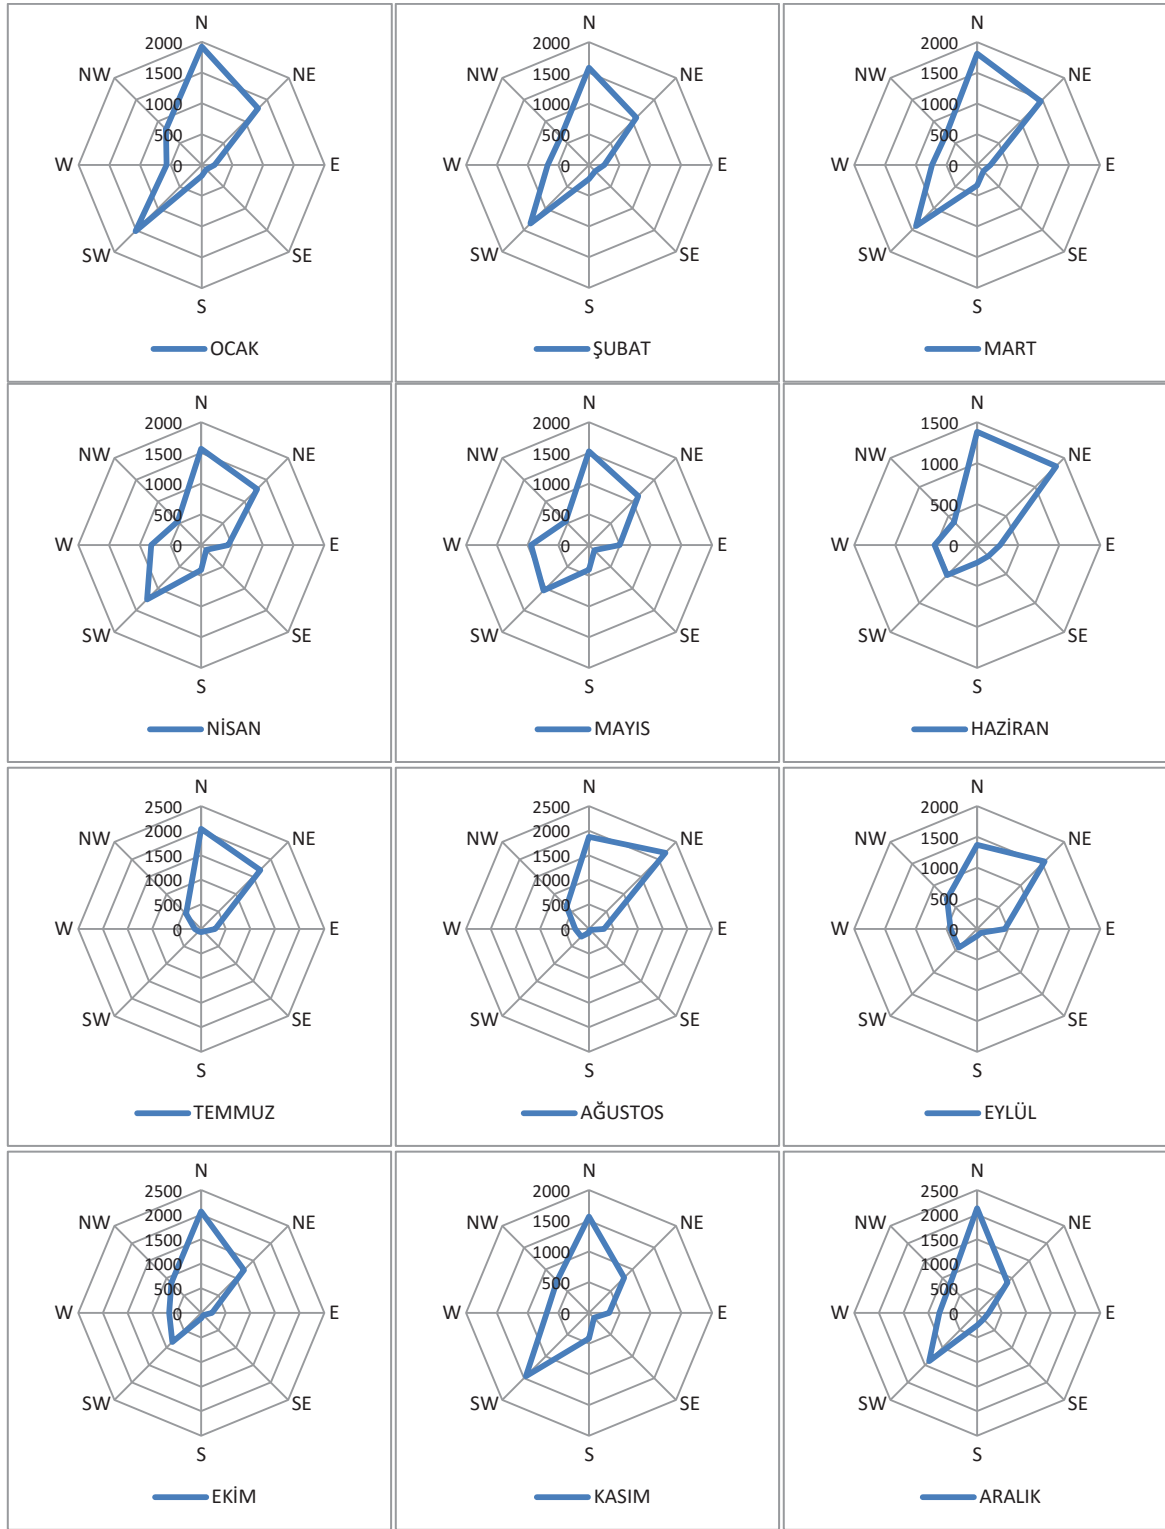 N
2000
NW
NE
1500
1000
500
W
0
E
SW
SE
S
OCAK
N
2000
NW
NE
1500
1000
500
W
0
E
SW
SE
S
ŞUBAT
N
2000
NW
NE
1500
1000
500
W
0
E
SW
SE
S
MART
N
2000
NW
NE
1500
1000
500
W
0
E
SW
SE
S
NİSAN
N
2000
NW
NE
1500
1000
500
W
0
E
SW
SE
S
MAYIS
N
1500
NW
NE
1000
500
W
0
E
SW
SE
S
HAZİRAN
N
2500
NW
NE
2000
1500
1000
500
W
0
E
SW
SE
S
TEMMUZ
N
2500
NW
NE
2000
1500
1000
500
W
0
E
SW
SE
S
AĞUSTOS
N
2000
NW
NE
1500
1000
500
W
0
E
SW
SE
S
EYLÜL
N
2500
NW
NE
2000
1500
1000
500
W
0
E
SW
SE
S
EKİM
N
2000
NW
NE
1500
1000
500
W
0
E
SW
SE
S
KASIM
N
2500
NW
NE
2000
1500
1000
500
W
0
E
SW
SE
S
ARALIK